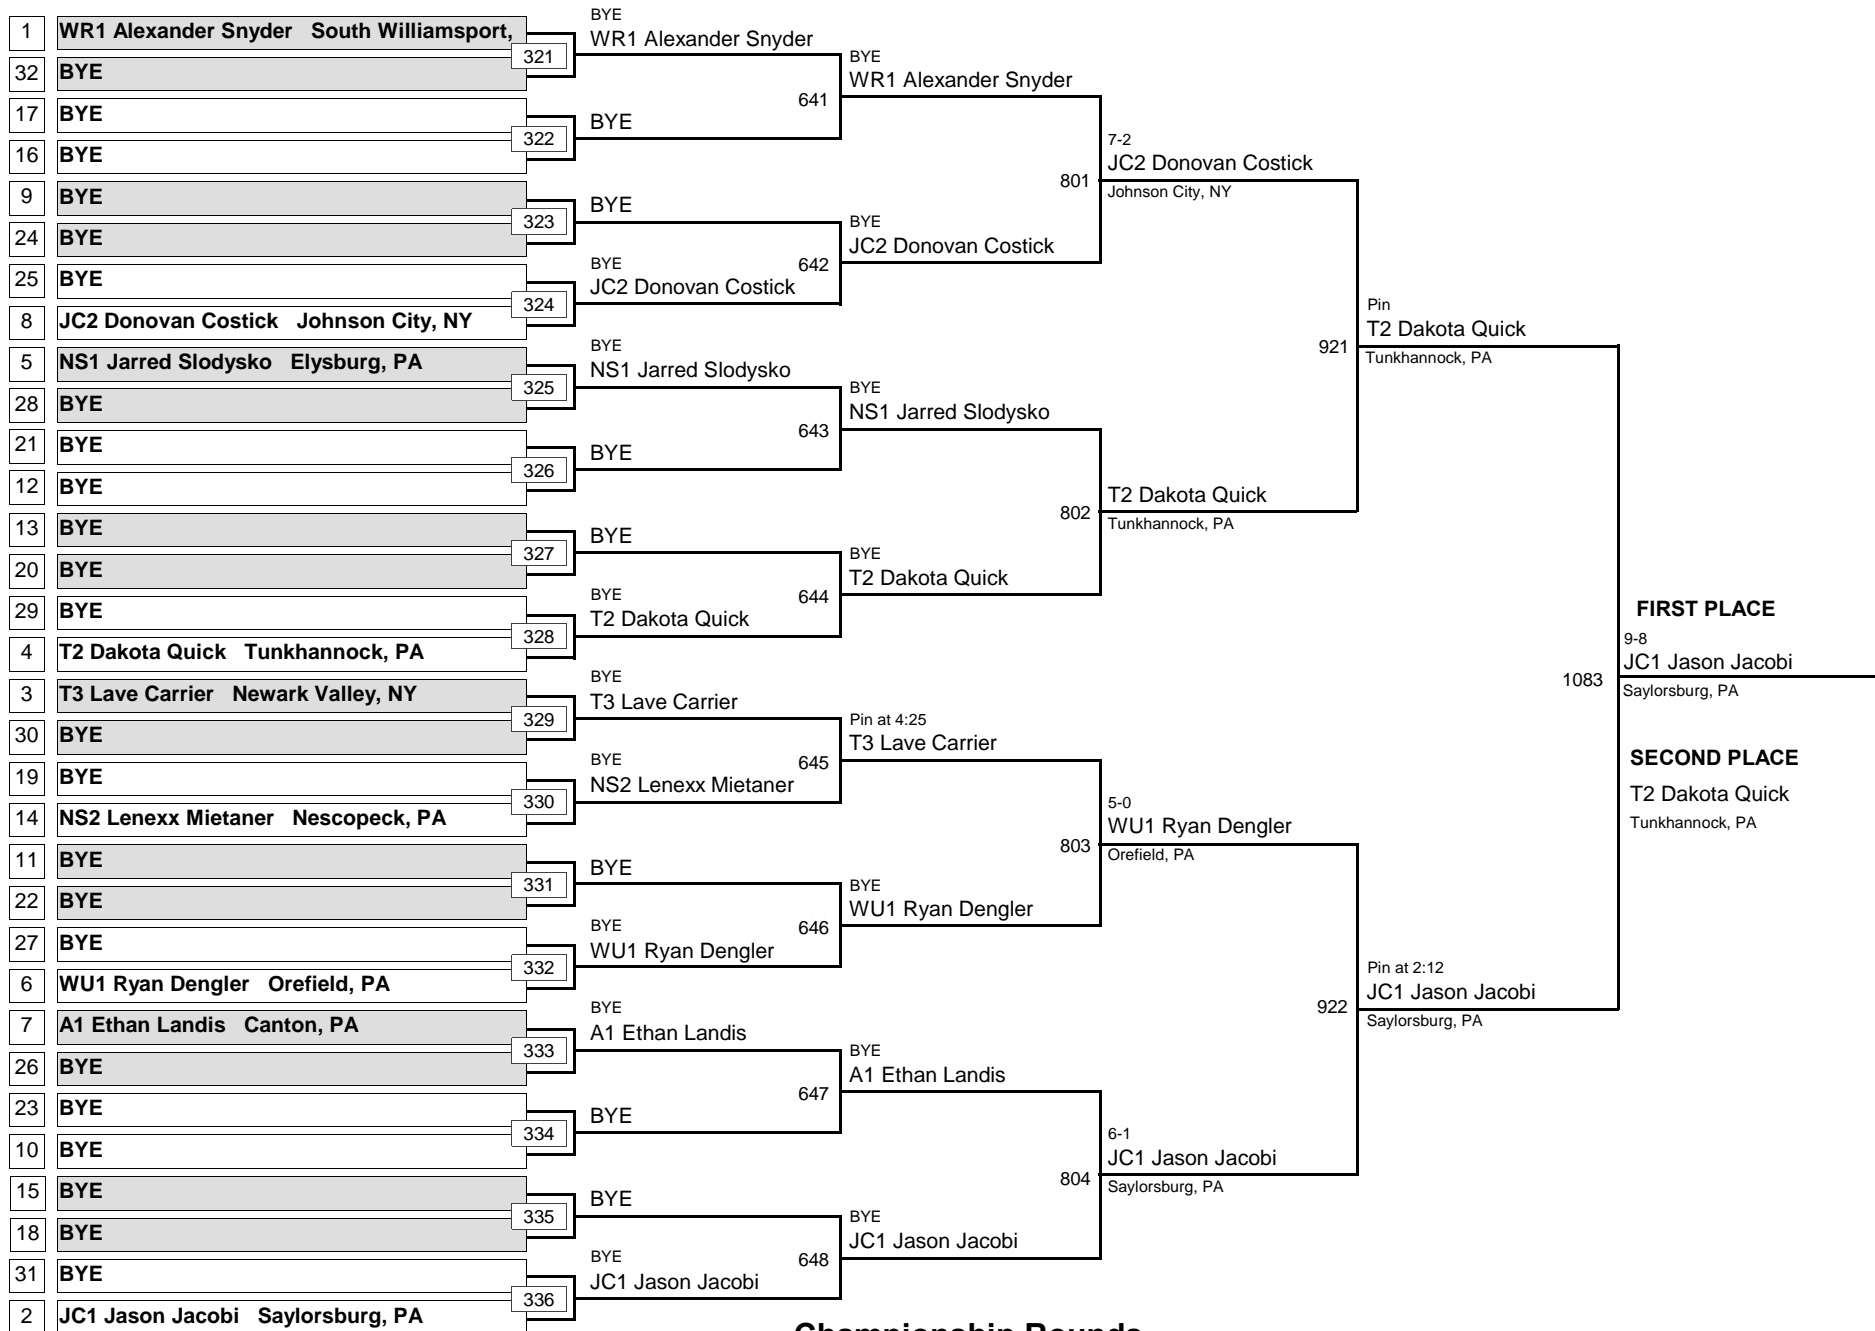 1 WR1 Alexander Snyder South Williamsport,
32 BYE
17 BYE
16 BYE
9 BYE
24 BYE
25 BYE
8 JC2 Donovan Costick Johnson City, NY
5 NS1 Jarred Slodysko Elysburg, PA
28 BYE
21 BYE
12 BYE
13 BYE
20 BYE
29 BYE
4 T2 Dakota Quick Tunkhannock, PA
3 T3 Lave Carrier Newark Valley, NY
30 BYE
19 BYE
14 NS2 Lenexx Mietaner Nescopeck, PA
11 BYE
22 BYE
27 BYE
6 WU1 Ryan Dengler Orefield, PA
7 A1 Ethan Landis Canton, PA
26 BYE
23 BYE
10 BYE
15 BYE
18 BYE
31 BYE
2 JC1 Jason Jacobi Saylorsburg, PA
321
322
323
324
325
326
327
328
329
330
331
332
333
334
335
336
BYE
WR1 Alexander Snyder
BYE
BYE
BYE
JC2 Donovan Costick
BYE
NS1 Jarred Slodysko
BYE
BYE
BYE
T2 Dakota Quick
BYE
T3 Lave Carrier
BYE
NS2 Lenexx Mietaner
BYE
BYE
WU1 Ryan Dengler
BYE
A1 Ethan Landis
BYE
BYE
BYE
JC1 Jason Jacobi
641
642
643
644
645
646
647
648
BYE
WR1 Alexander Snyder
BYE
JC2 Donovan Costick
BYE
NS1 Jarred Slodysko
BYE
T2 Dakota Quick
Pin at 4:25
T3 Lave Carrier
BYE
WU1 Ryan Dengler
BYE
A1 Ethan Landis
BYE
JC1 Jason Jacobi
801
802
803
804
7-2
JC2 Donovan Costick
Johnson City, NY
T2 Dakota Quick
Tunkhannock, PA
5-0
WU1 Ryan Dengler
Orefield, PA
6-1
JC1 Jason Jacobi
Saylorsburg, PA
921
922
Pin
T2 Dakota Quick
Tunkhannock, PA
Pin at 2:12
JC1 Jason Jacobi
Saylorsburg, PA
1083
FIRST PLACE
9-8
JC1 Jason Jacobi
Saylorsburg, PA
SECOND PLACE
T2 Dakota Quick
Tunkhannock, PA
Championship Rounds